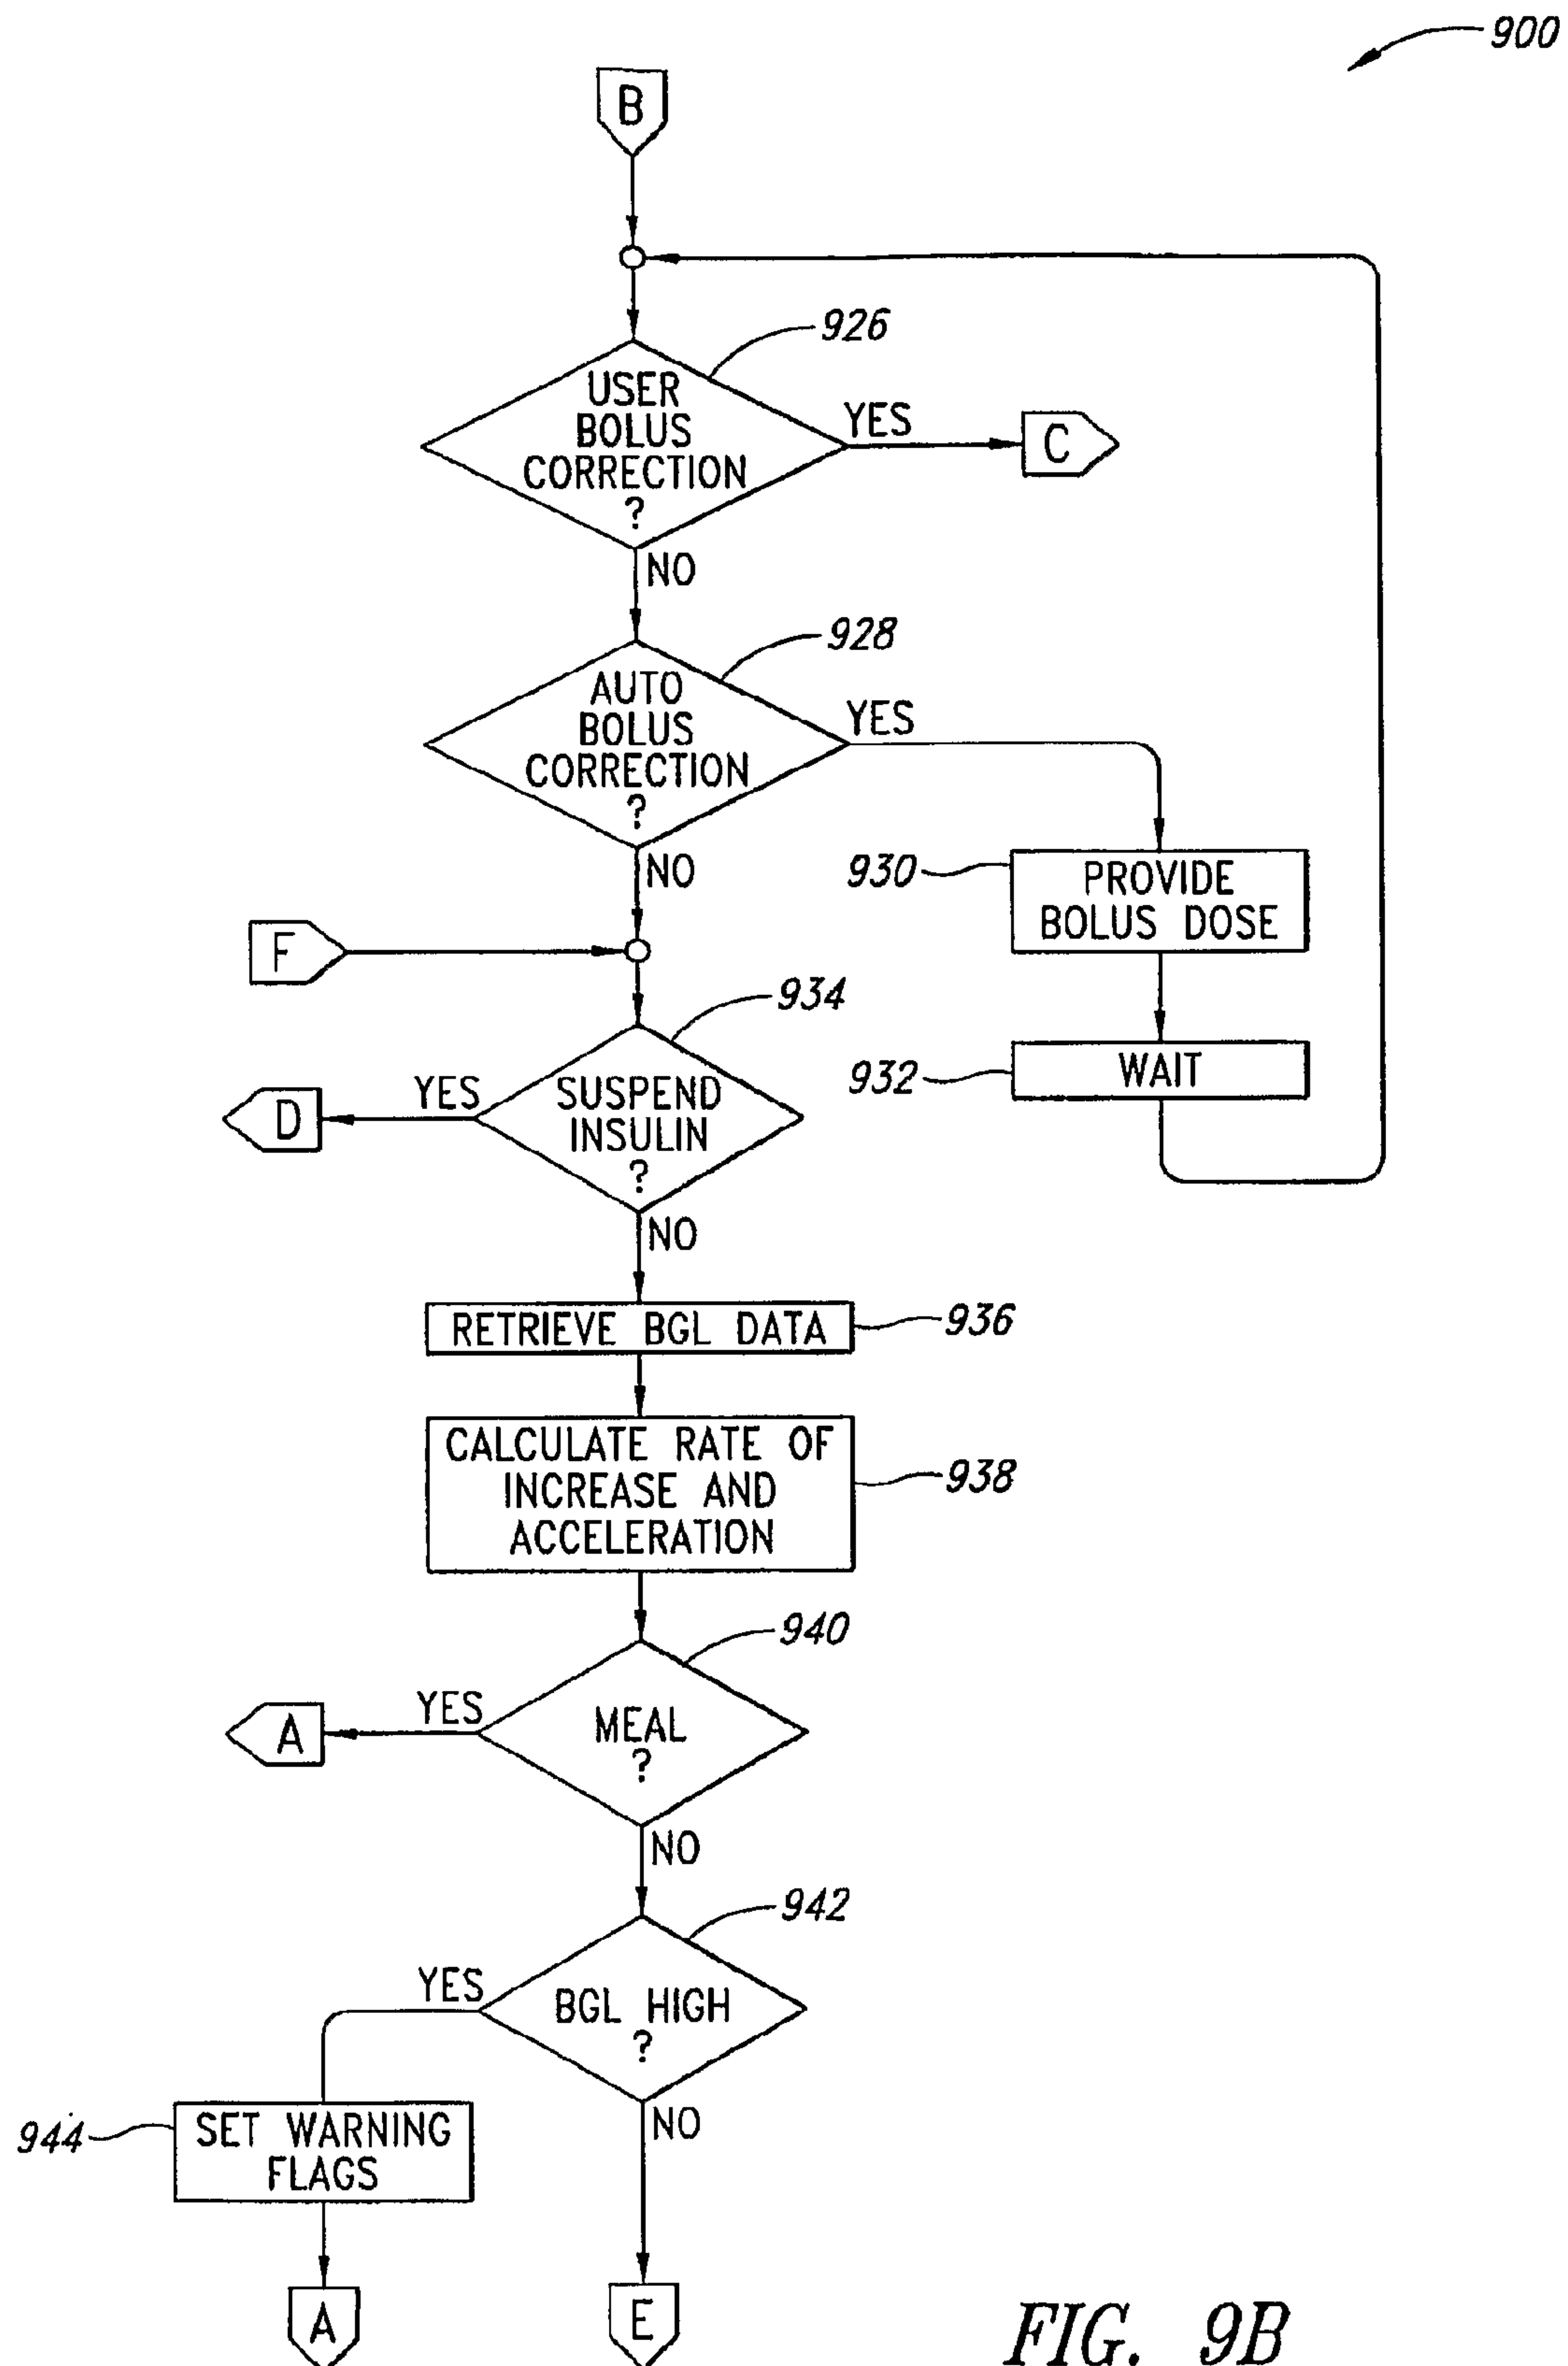 900
B
926
USER
BOLUS
CORRECTION
?
YES
C
NO
928
AUTO
BOLUS
CORRECTION
?
YES
NO
930
PROVIDE
BOLUS DOSE
F
934
932
WAIT
SUSPEND
INSULIN
?
YES
D
NO
RETRIEVE BGL DATA
936
CALCULATE RATE OF
INCREASE AND
ACCELERATION
938
940
MEAL
?
YES
A
NO
942
BGL HIGH
?
YES
NO
944
SET WARNING
FLAGS
A
E
FIG. 9B